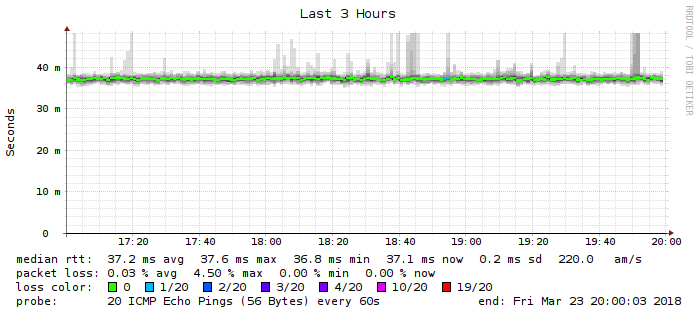 Last 3 Hours
RRDTOOL / TOBI OETIKER
Seconds
40 m
30 m
20 m
10 m
0
17:20 17:40 18:00 18:20 18:40 19:00 19:20 19:40 20:00
median rtt: 37.2 ms avg 37.6 ms max 36.8 ms min 37.1 ms now 0.2 ms sd 220.0 am/s
packet loss: 0.03 % avg 4.50 % max 0.00 % min 0.00 % now
loss color: 0 1/20 2/20 3/20 4/20 10/20 19/20
probe: 20 ICMP Echo Pings (56 Bytes) every 60s end: Fri Mar 23 20:00:03 2018